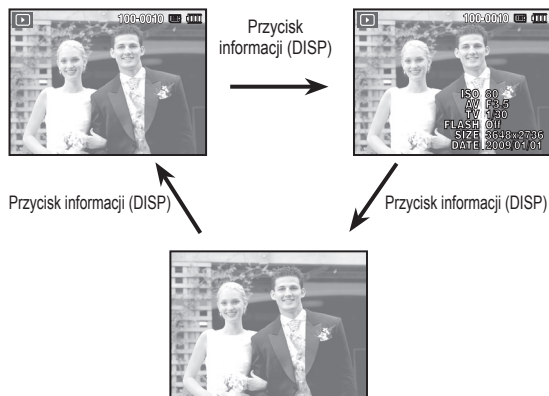 100-0010
Przycisk
informacji (DISP)
100-0010
ISO 80
AV F3.5
TV 1/30
FLASH Off
SIZE 3648x2736
DATE 2009/01/01
Przycisk informacji (DISP)
Przycisk informacji (DISP)